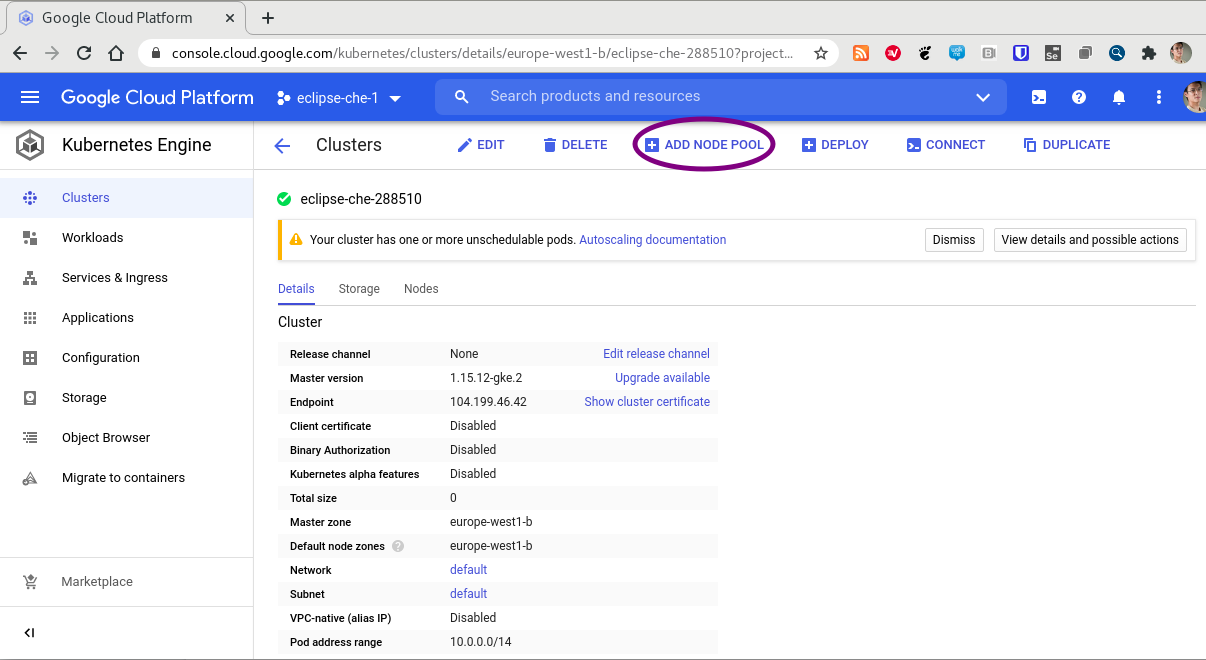 Google Cloud Platform
console.cloud.google.com/kubernetes/clusters/details/europe-west1-b/eclipse-che-288510?project...
Google Cloud Platform
eclipse-che-1
Search products and resources
Kubernetes Engine
Clusters
EDIT
DELETE
ADD NODE POOL
DEPLOY
CONNECT
DUPLICATE
Clusters
Workloads
Services & Ingress
Applications
Configuration
Storage
Object Browser
Migrate to containers
Marketplace
eclipse-che-288510
Your cluster has one or more unschedulable pods. Autoscaling documentation
Dismiss
View details and possible actions
Details Storage Nodes
Cluster
Release channel None Edit release channel
Master version 1.15.12-gke.2 Upgrade available
Endpoint 104.199.46.42 Show cluster certificate
Client certificate Disabled
Binary Authorization Disabled
Kubernetes alpha features Disabled
Total size 0
Master zone europe-west1-b
Default node zones ? europe-west1-b
Network default
Subnet default
VPC-native (alias IP) Disabled
Pod address range 10.0.0.0/14